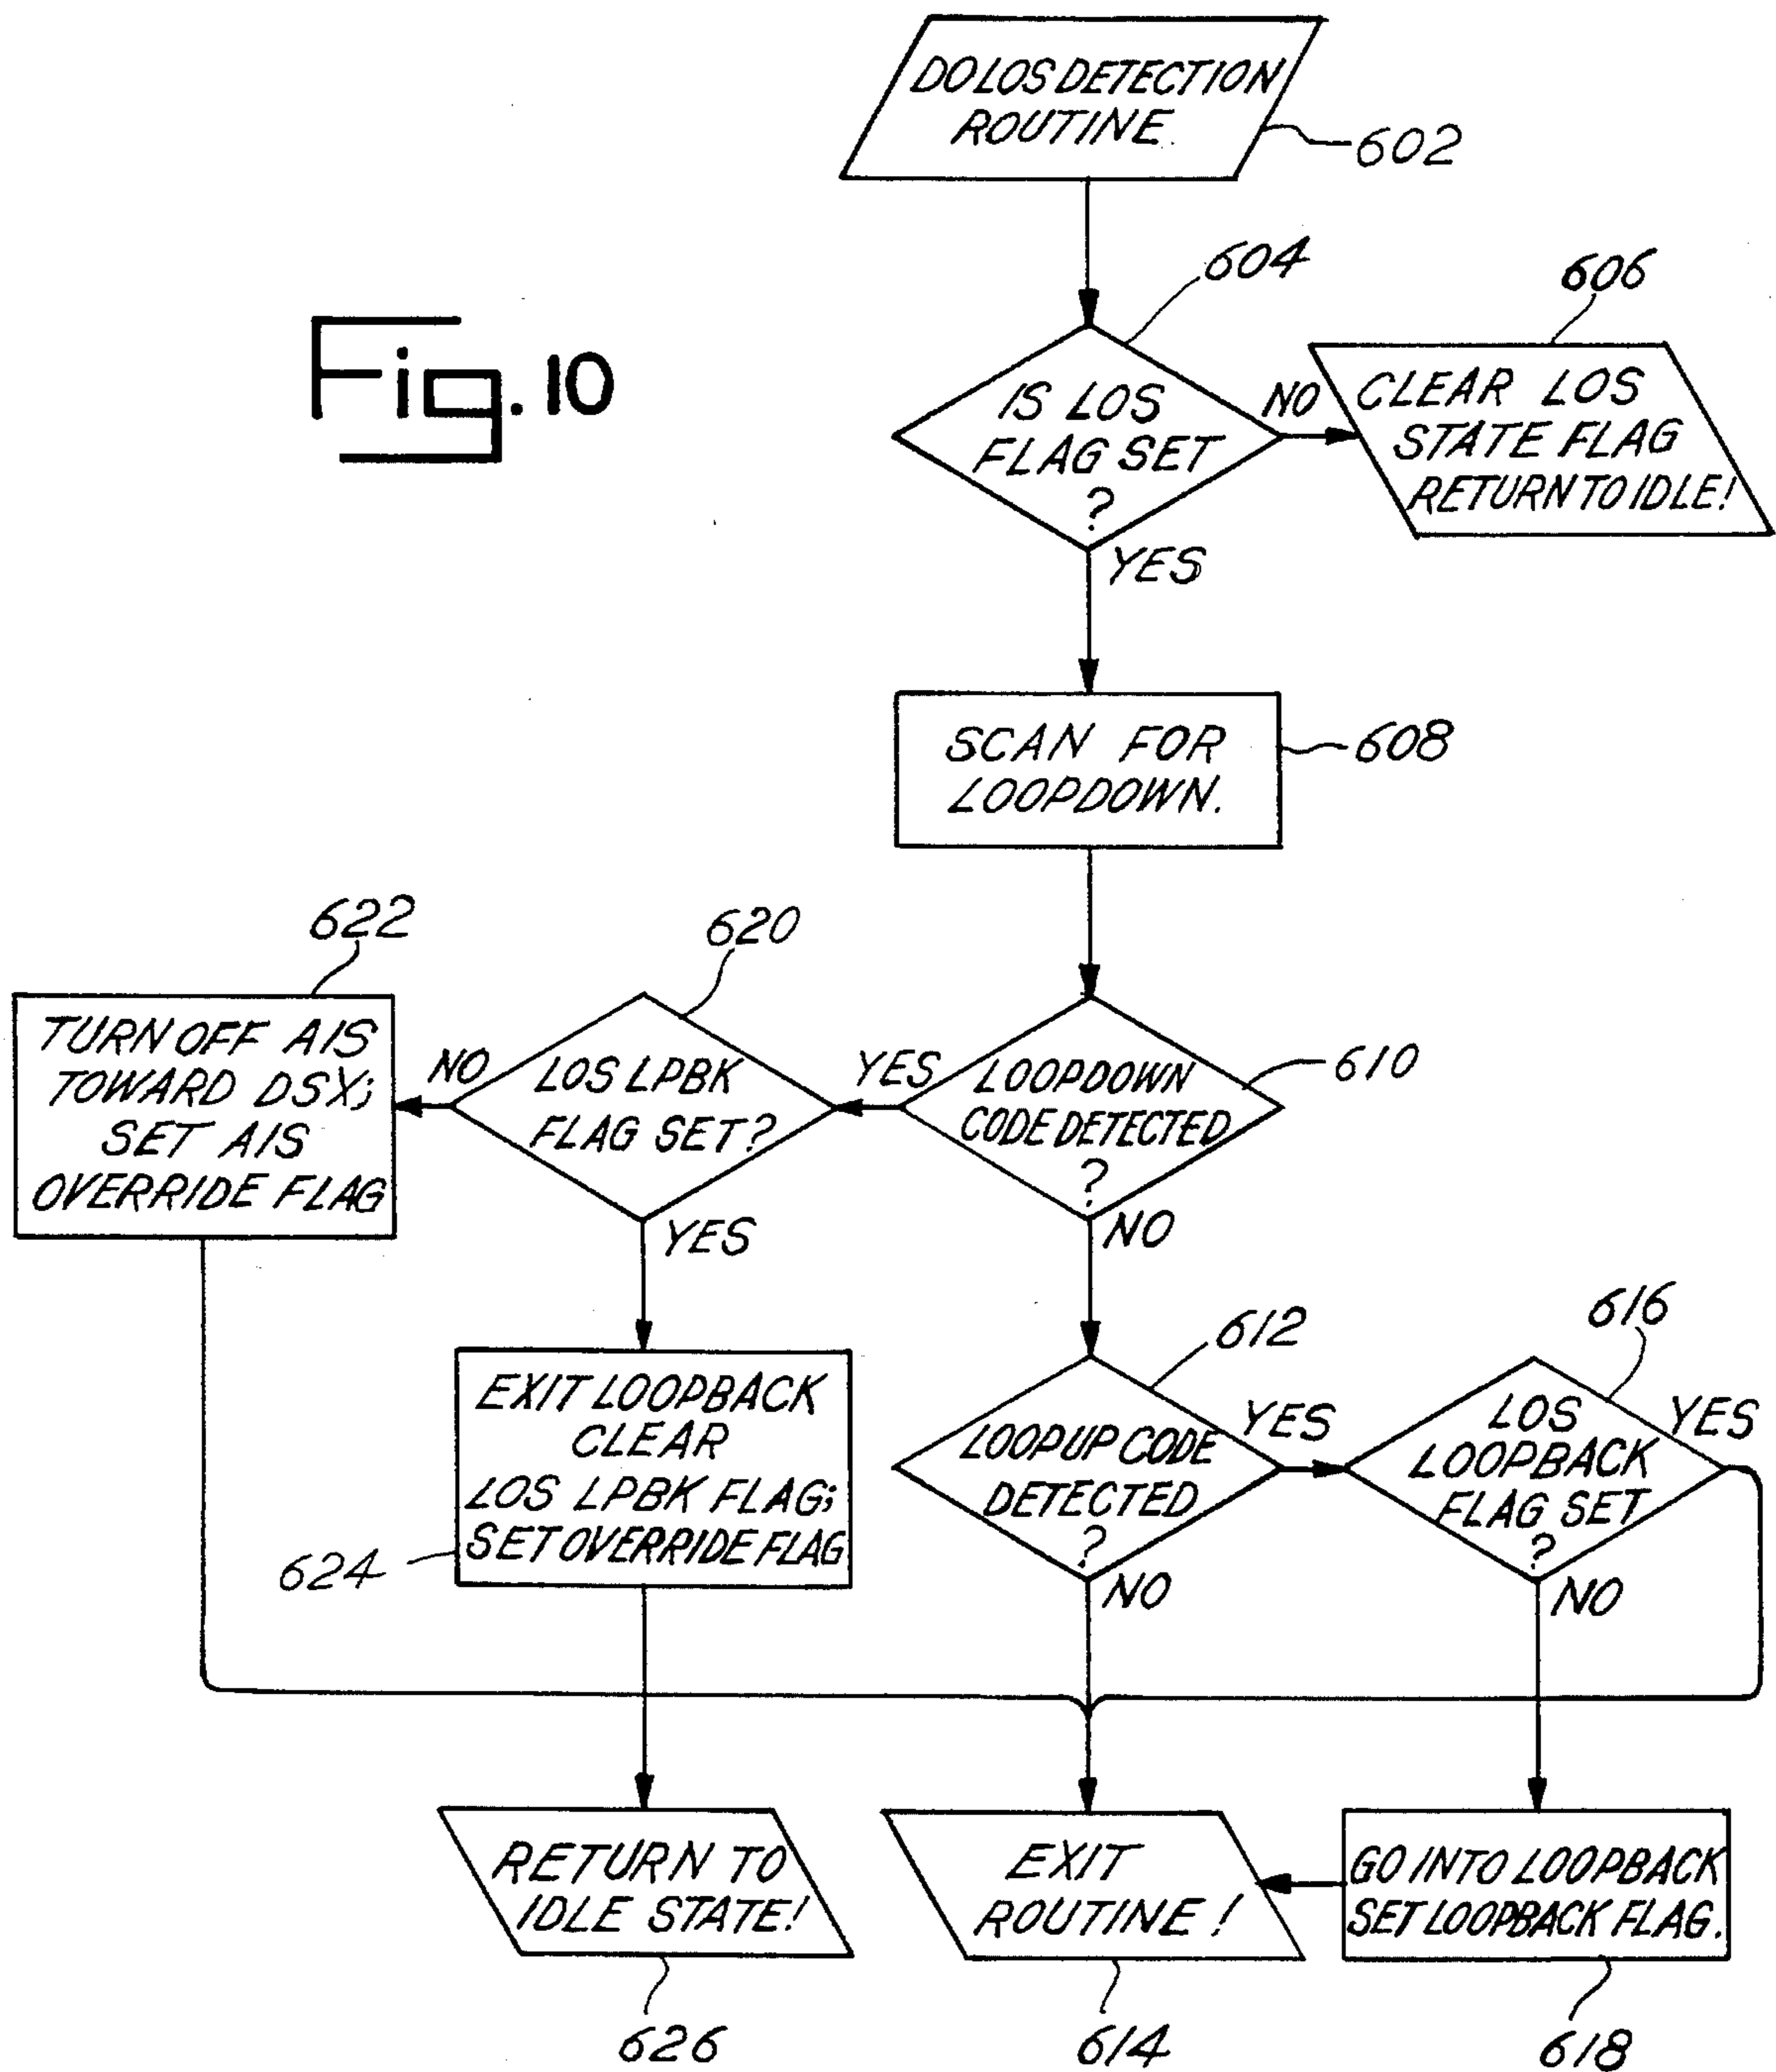 DO LOS DETECTION
ROUTINE.
602
Fig. 10
604
606
IS LOS
FLAG SET
?
NO
CLEAR LOS
STATE FLAG
RETURN TO IDLE!
YES
SCAN FOR
LOOPDOWN.
608
622
620
TURN OFF AIS
TOWARD DSX;
SET AIS
OVERRIDE FLAG
NO
LOS LPBK
FLAG SET?
YES
LOOPDOWN
CODE DETECTED
?
610
YES
NO
612
616
EXIT LOOPBACK
CLEAR
LOS LPBK FLAG;
SET OVERRIDE FLAG
624
LOOPUP CODE
DETECTED
?
YES
LOS
LOOPBACK
FLAG SET
?
YES
NO
NO
RETURN TO
IDLE STATE!
EXIT
ROUTINE!
GO INTO LOOPBACK
SET LOOPBACK FLAG.
626
614
618